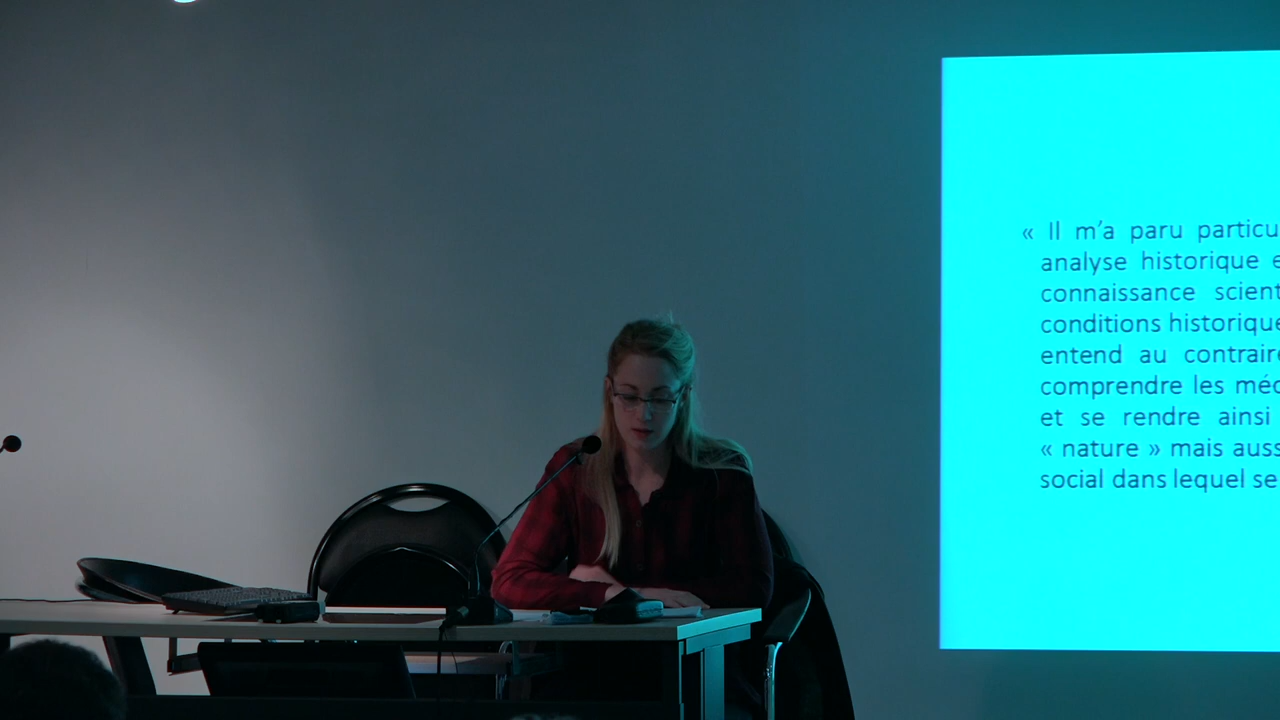 « Il m’a paru particu
analyse historique e
connaissance scient
conditions historique
entend au contraire
comprendre les méc
et se rendre ainsi
« nature » mais auss
social dans lequel se